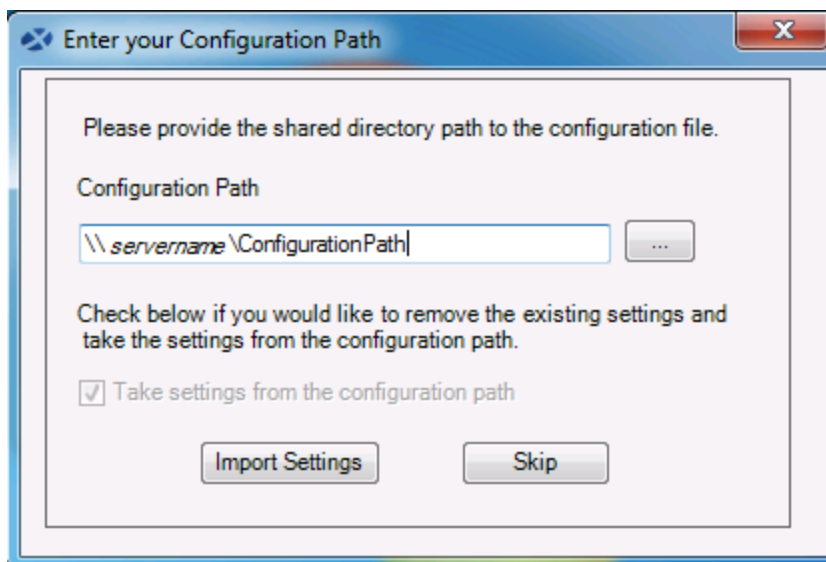 Enter your Configuration Path
Please provide the shared directory path to the configuration file.
Configuration Path
\\ servername \ConfigurationPath
...
Check below if you would like to remove the existing settings and
take the settings from the configuration path.
Take settings from the configuration path
Import Settings Skip